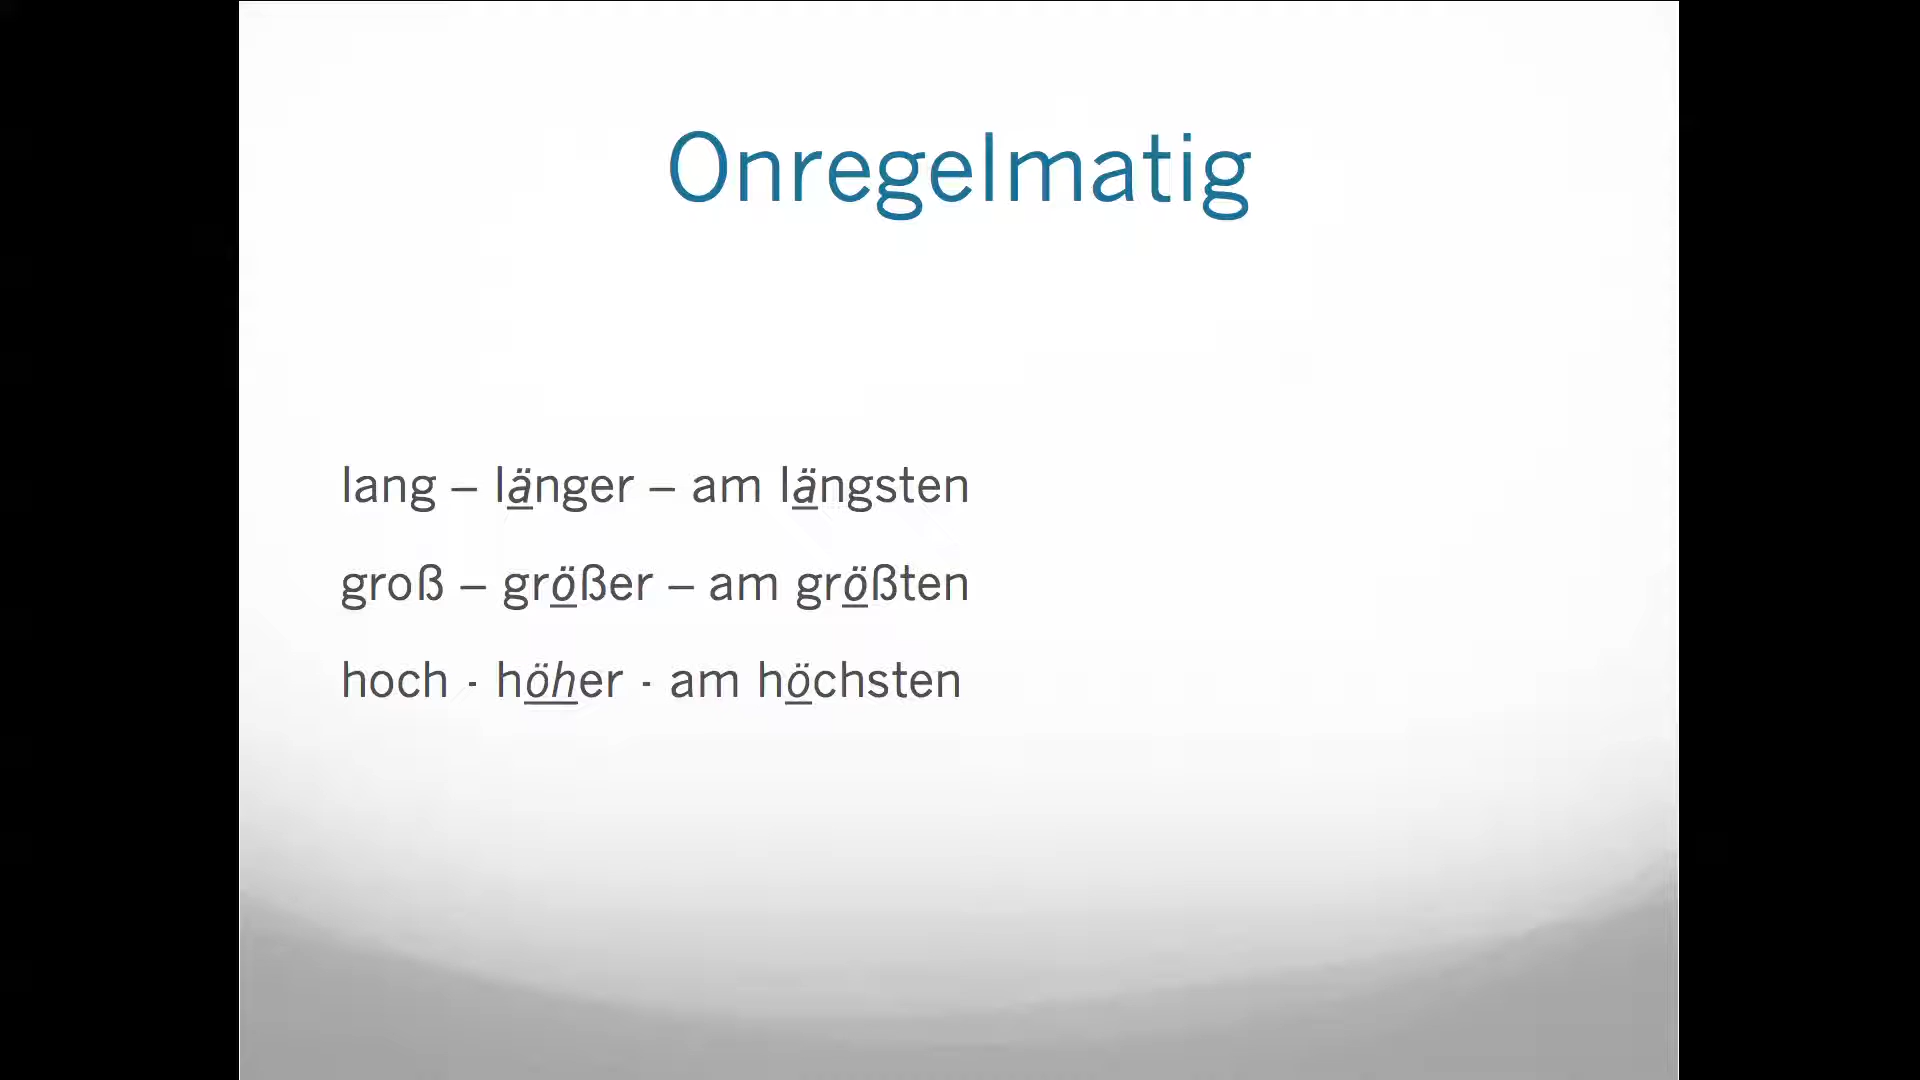 Onregelmatig
lang – länger – am längsten
groß – größer – am größten
hoch - höher - am höchsten